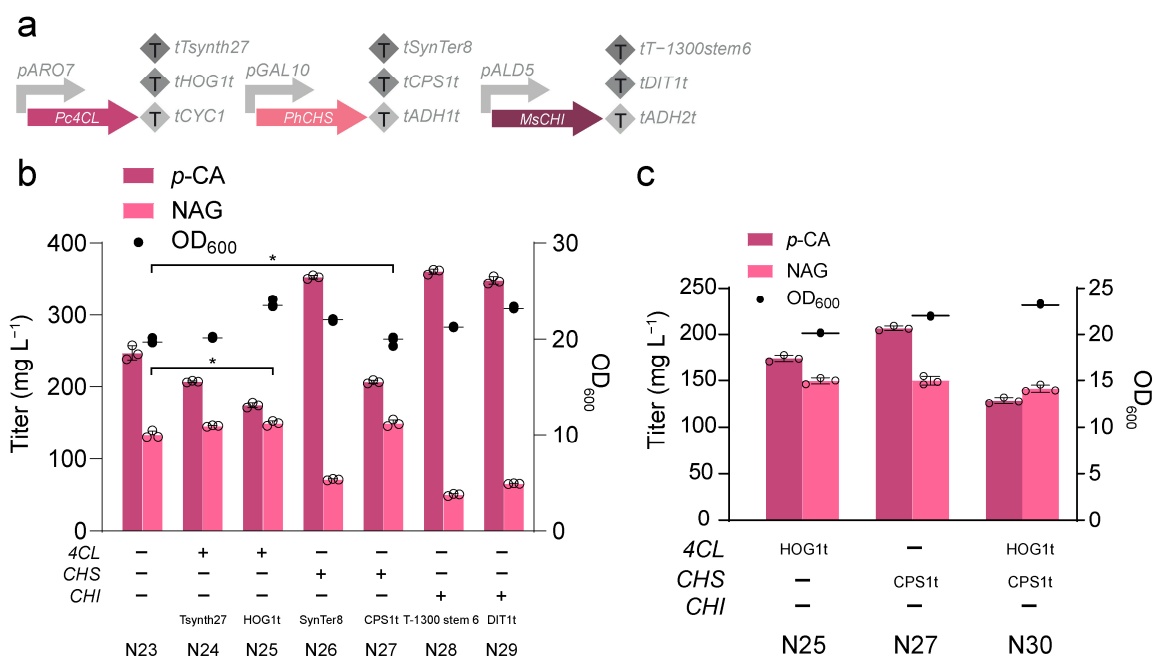 a
tTsynth27
tSynTer8
tT−1300stem6
pARO7
tHOG1t
pGAL10
tCPS1t
pALD5
tDIT1t
Pc4CL
tCYC1
PhCHS
tADH1t
MsCHI
tADH2t
T T T
T T T
T T T
b
p-CA
NAG
OD600
400
300
200
100
0
Titer (mg L−1)
30
20
10
0
OD600
*
*
4CL − + + − − − −
CHS − − − + + − −
CHI − − − − − + +
Tsynth27 HOG1t SynTer8 CPS1t T-1300 stem 6 DIT1t
N23 N24 N25 N26 N27 N28 N29
c
p-CA
NAG
OD600
250
200
150
100
50
0
Titer (mg L−1)
25
20
15
10
5
0
OD600
4CL HOG1t − HOG1t
CHS − CPS1t CPS1t
CHI − − −
N25 N27 N30